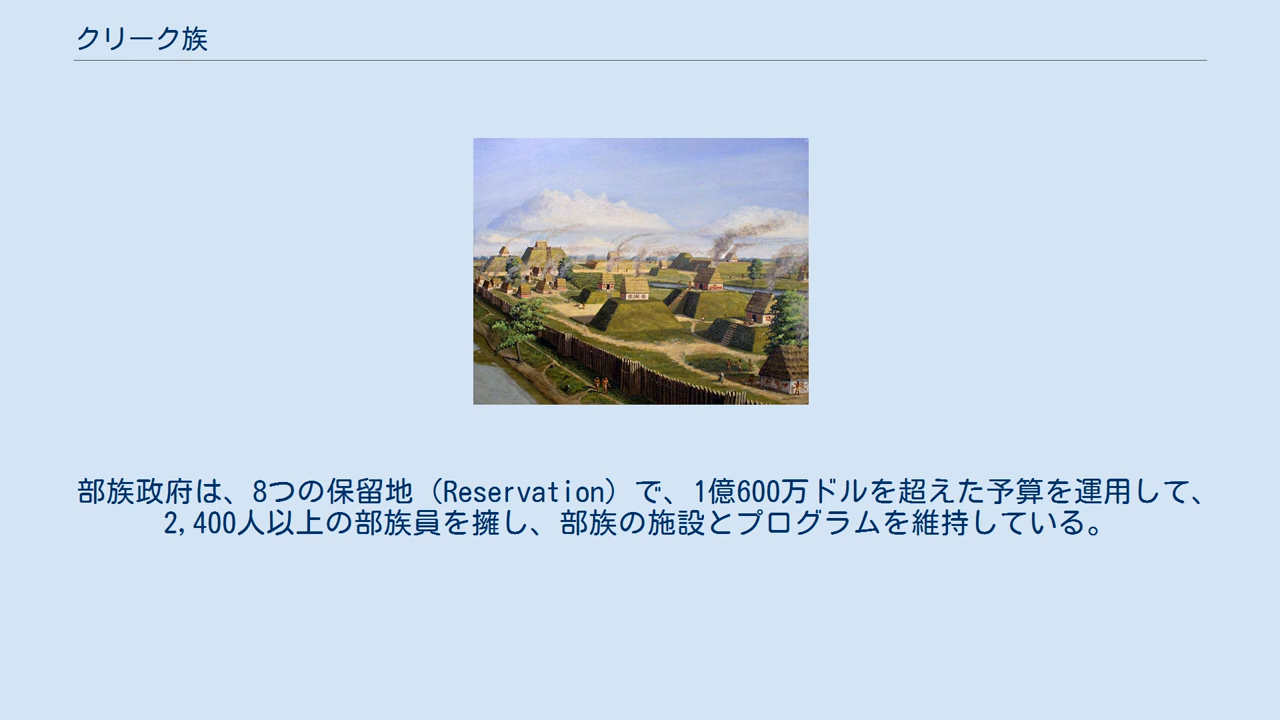 クリーク族
部族政府は、8つの保留地（Reservation）で、1億600万ドルを超えた予算を運用して、
2,400人以上の部族員を擁し、部族の施設とプログラムを維持している。